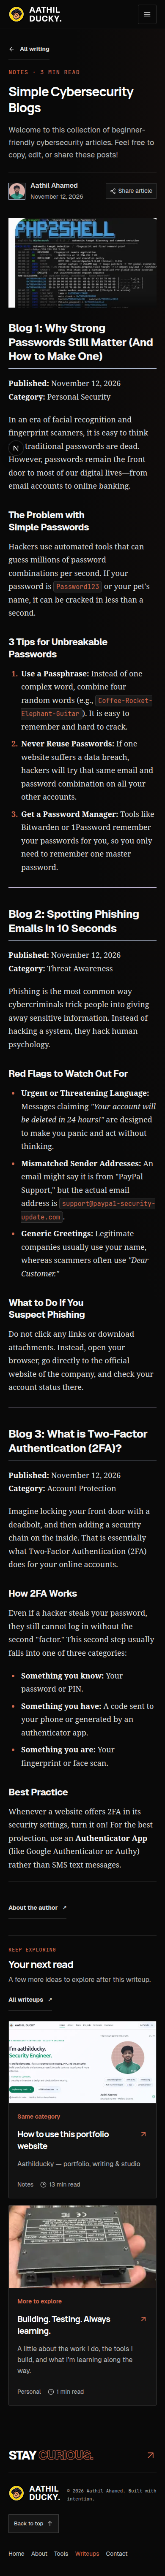 AATHIL
DUCKY.
← All writing
NOTES · 3 MIN READ
Simple Cybersecurity
Blogs
Welcome to this collection of beginner-
friendly cybersecurity articles. Feel free to
copy, edit, or share these posts!
Aathil Ahamed
November 12, 2026
Share article
PHP2SHELL
Blog 1: Why Strong
Passwords Still Matter (And
How to Make One)
Published: November 12, 2026
Category: Personal Security
In an era of facial recognition and
fingerprint scanners, it is easy to think
traditional passwords are dead.
However, passwords remain the front
door to most of our digital lives—from
email accounts to online banking.
The Problem with
Simple Passwords
Hackers use automated tools that can
guess millions of password
combinations per second. If your
password is Password123 or your pet's
name, it can be cracked in less than a
second.
3 Tips for Unbreakable
Passwords
1. Use a Passphrase: Instead of one
complex word, combine four
random words (e.g., Coffee-Rocket-
Elephant-Guitar ). It is easy to
remember and hard to crack.
2. Never Reuse Passwords: If one
website suffers a data breach,
hackers will try that same email and
password combination on all your
other accounts.
3. Get a Password Manager: Tools like
Bitwarden or 1Password remember
your passwords for you, so you only
need to remember one master
password.
Blog 2: Spotting Phishing
Emails in 10 Seconds
Published: November 12, 2026
Category: Threat Awareness
Phishing is the most common way
cybercriminals trick people into giving
away sensitive information. Instead of
hacking a system, they hack human
psychology.
Red Flags to Watch Out For
• Urgent or Threatening Language:
Messages claiming "Your account will
be deleted in 24 hours!" are designed
to make you panic and act without
thinking.
• Mismatched Sender Addresses: An
email might say it is from "PayPal
Support," but the actual email
address is support@paypal-security-
update.com .
• Generic Greetings: Legitimate
companies usually use your name,
whereas scammers often use "Dear
Customer."
What to Do If You
Suspect Phishing
Do not click any links or download
attachments. Instead, open your
browser, go directly to the official
website of the company, and check your
account status there.
Blog 3: What is Two-Factor
Authentication (2FA)?
Published: November 12, 2026
Category: Account Protection
Imagine locking your front door with a
deadbolt, and then adding a security
chain on the inside. That is essentially
what Two-Factor Authentication (2FA)
does for your online accounts.
How 2FA Works
Even if a hacker steals your password,
they still cannot log in without the
second "factor." This second step usually
falls into one of three categories:
• Something you know: Your
password or PIN.
• Something you have: A code sent to
your phone or generated by an
authenticator app.
• Something you are: Your
fingerprint or face scan.
Best Practice
Whenever a website offers 2FA in its
security settings, turn it on! For the best
protection, use an Authenticator App
(like Google Authenticator or Authy)
rather than SMS text messages.
About the author ↗
KEEP EXPLORING
Your next read
A few more ideas to explore after this writeup.
All writeups ↗
I'm aathilducky.
Security Engineer.
Same category
How to use this portfolio
website
Aathilducky — portfolio, writing & studio
Notes 13 min read
More to explore
Building. Testing. Always
learning.
A little about the work I do, the tools I
build, and what I'm learning along the
way.
Personal 1 min read
STAY CURIOUS.
AATHIL
DUCKY.
© 2026 Aathil Ahamed. Built with
intention.
Back to top ↑
Home About Tools Writeups Contact